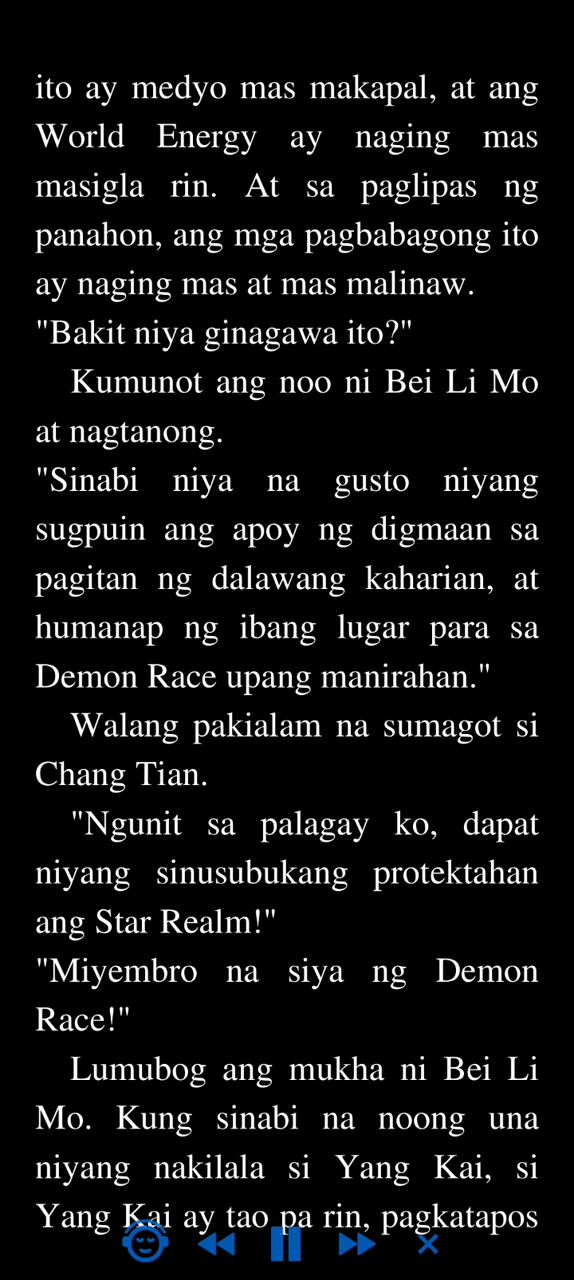 ito ay medyo mas makapal, at ang
World Energy ay naging mas
masigla rin. At sa paglipas ng
panahon, ang mga pagbabagong ito
ay naging mas at mas malinaw.
"Bakit niya ginagawa ito?"
Kumunot ang noo ni Bei Li Mo
at nagtanong.
"Sinabi niya na gusto niyang
sugpuin ang apoy ng digmaan sa
pagitan ng dalawang kaharian, at
humanap ng ibang lugar para sa
Demon Race upang manirahan."
Walang pakialam na sumagot si
Chang Tian.
"Ngunit sa palagay ko, dapat
niyang sinusubukang protektahan
ang Star Realm!"
"Miyembro na siya ng Demon
Race!"
Lumubog ang mukha ni Bei Li
Mo. Kung sinabi na noong una
niyang nakilala si Yang Kai, si
Yang Kai ay tao pa rin, pagkatapos